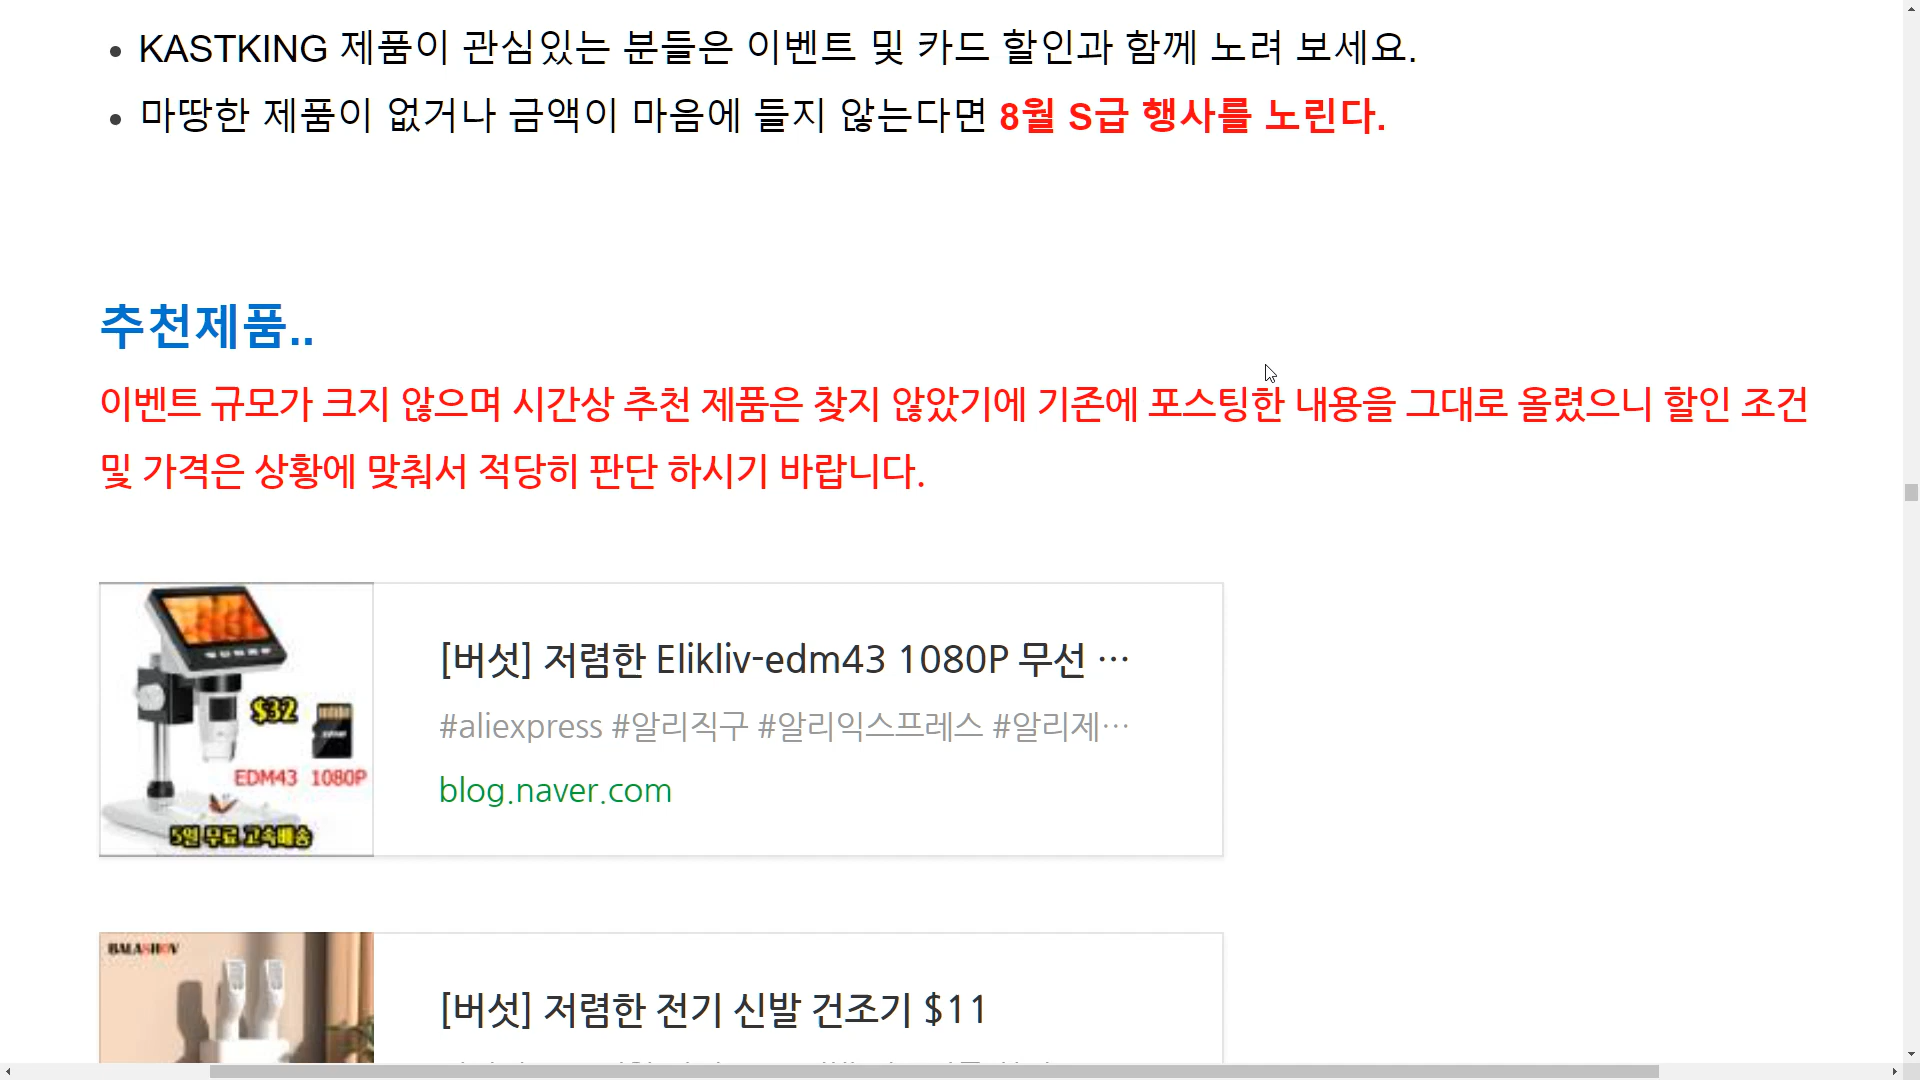 KASTKING 제품이 관심있는 분들은 이벤트 및 카드 할인과 함께 노려 보세요.
마땅한 제품이 없거나 금액이 마음에 들지 않는다면 8월 S급 행사를 노린다.
추천제품..
이벤트 규모가 크지 않으며 시간상 추천 제품은 찾지 않았기에 기존에 포스팅한 내용을 그대로 올렸으니 할인 조건
및 가격은 상황에 맞춰서 적당히 판단 하시기 바랍니다.
$32
EDM43 1080P
5일 무료 고속배송
[버섯] 저렴한 Elikliv-edm43 1080P 무선 …
#aliexpress #알리직구 #알리익스프레스 #알리제…
blog.naver.com
BALASHOV
[버섯] 저렴한 전기 신발 건조기 $11